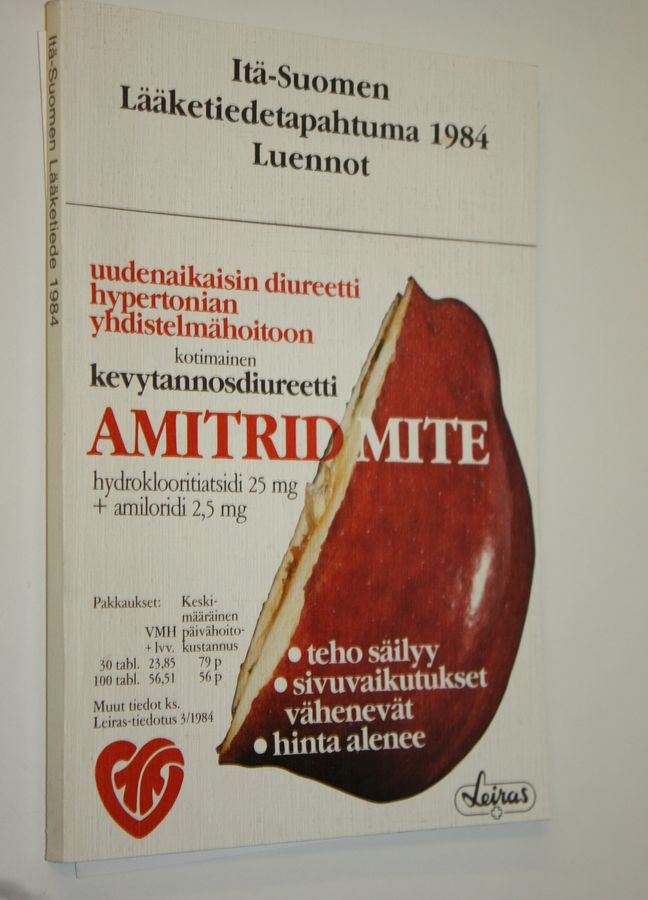 Itä-Suomen Lääketiede 1984
Itä-Suomen
Lääketiedetapahtuma 1984
Luennot
uudenaikaisin diureetti
hypertonian
yhdistelmähoitoon
kotimainen
kevytannosdiureetti
AMITRID MITE
hydroklooritiatsidi 25 mg
+ amiloridi 2,5 mg
Pakkaukset: Keski-
määräinen
VMH päivähoito-
+ lvv. kustannus
30 tabl. 23,85 79 p
100 tabl. 56,51 56 p
Muut tiedot ks.
Leiras-tiedotus 3/1984
• teho säilyy
• sivuvaikutukset
vähenevät
• hinta alenee
Leiras